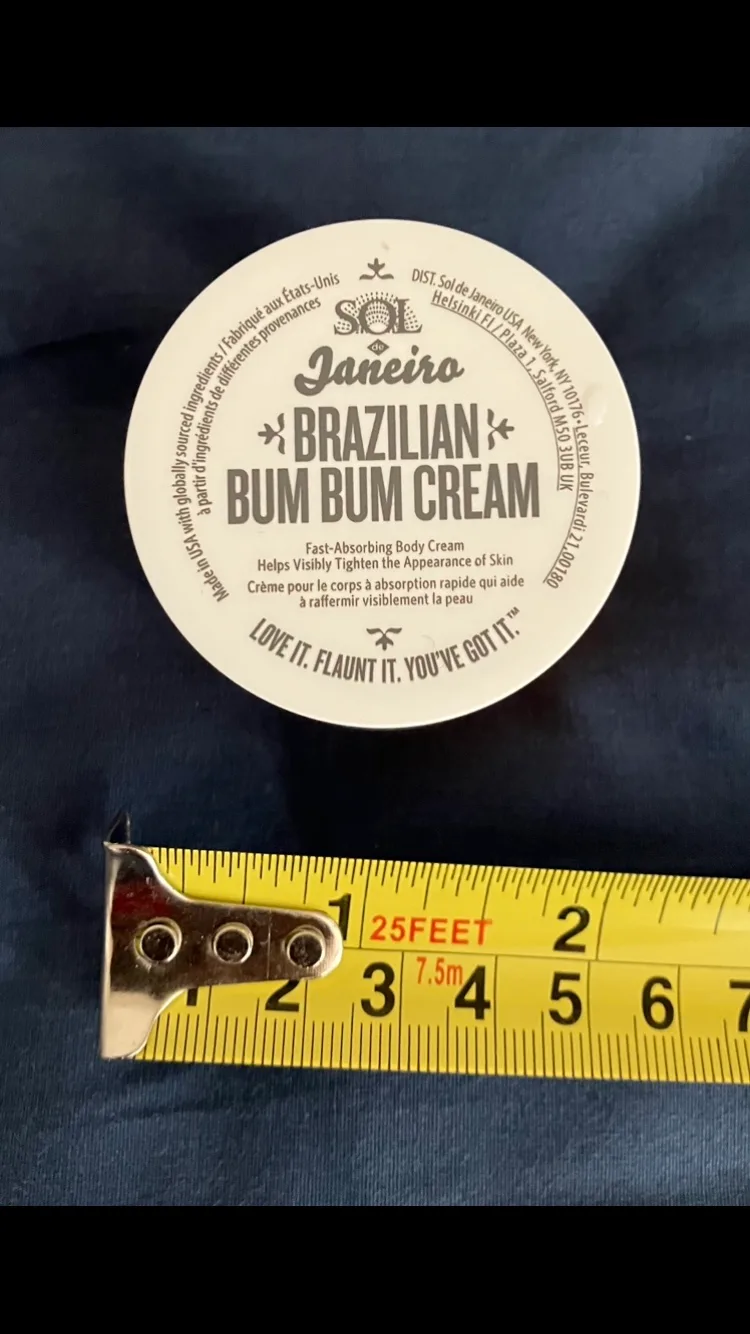 Made in USA with globally sourced ingredients / Fabriqué aux États-Unis
à partir d'ingrédients de différentes provenances
DIST. Sol de Janeiro USA New York, NY 10176 • Leceur, Bulevardi 21, 00180
Helsinki FI / Plaza 1, Salford M50 3UB UK
SOL
de
Janeiro
BRAZILIAN
BUM BUM CREAM
Fast-Absorbing Body Cream
Helps Visibly Tighten the Appearance of Skin
Crème pour le corps à absorption rapide qui aide
à raffermir visiblement la peau
LOVE IT. FLAUNT IT. YOU'VE GOT IT.™
1 25FEET 2
1 2 3 7.5m 4 5 6 7